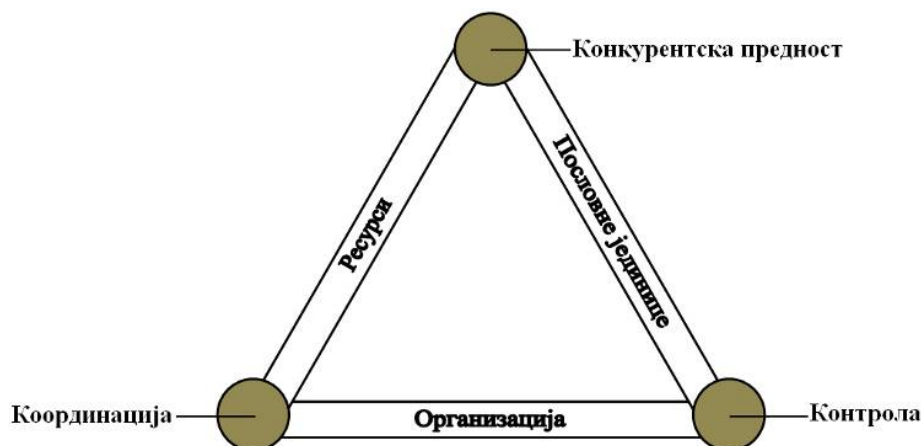 Конкурентска предност
Ресурси
Пословне јединице
Координација
Организација
Контрола